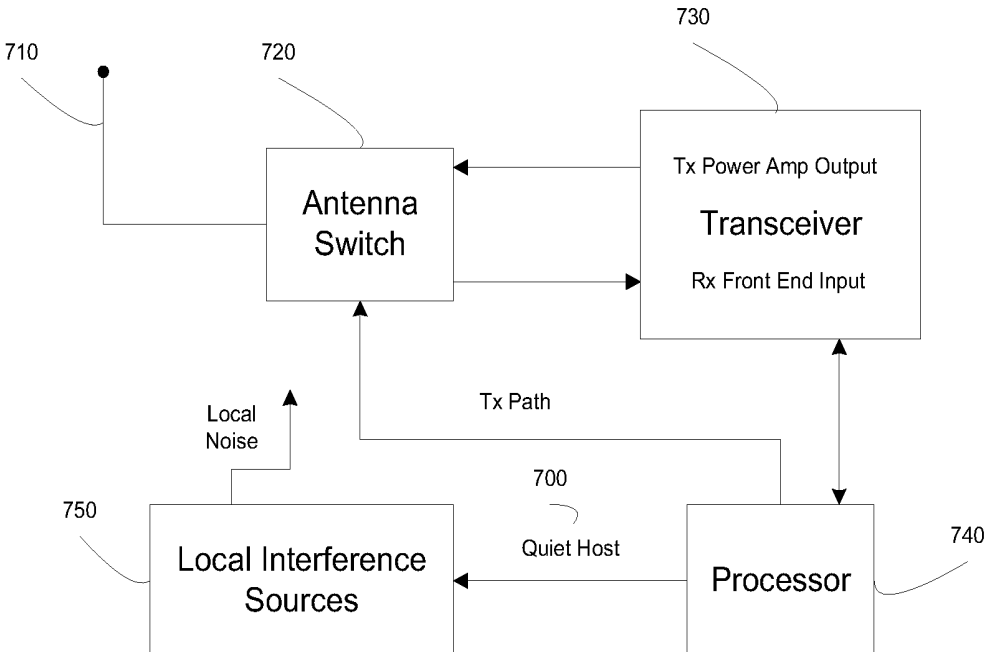 730
710
720
Tx Power Amp Output
Antenna
Switch
Transceiver
Rx Front End Input
Tx Path
Local
Noise
700
750
Quiet Host
740
Local Interference
Sources
Processor